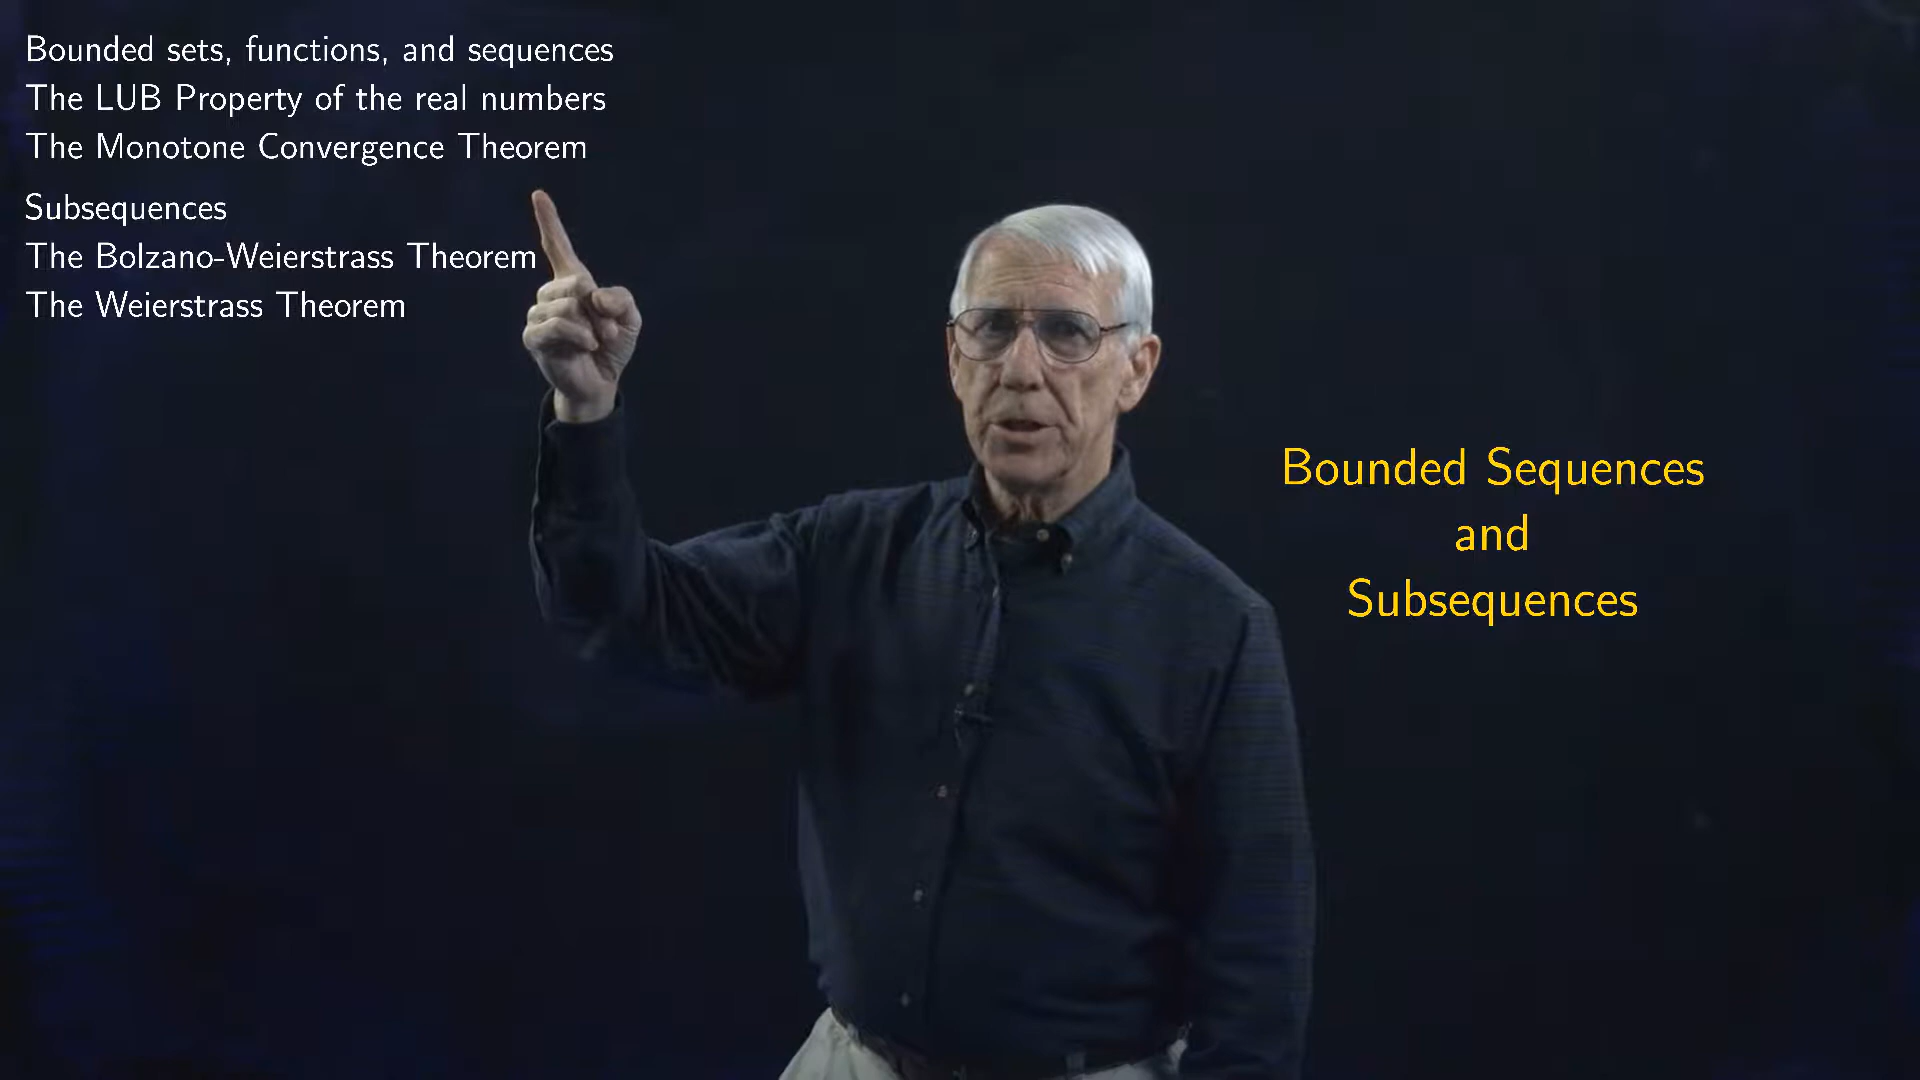 Bounded sets, functions, and sequences
The LUB Property of the real numbers
The Monotone Convergence Theorem
Subsequences
The Bolzano-Weierstrass Theorem
The Weierstrass Theorem
Bounded Sequences
and
Subsequences